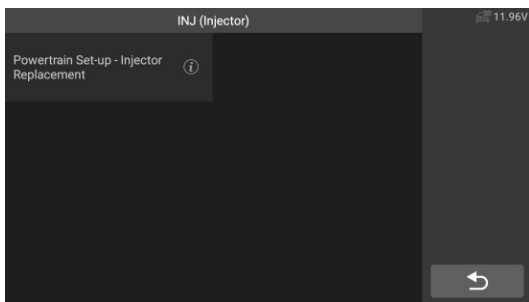 INJ (Injector)
11.96V
Powertrain Set-up - Injector
Replacement